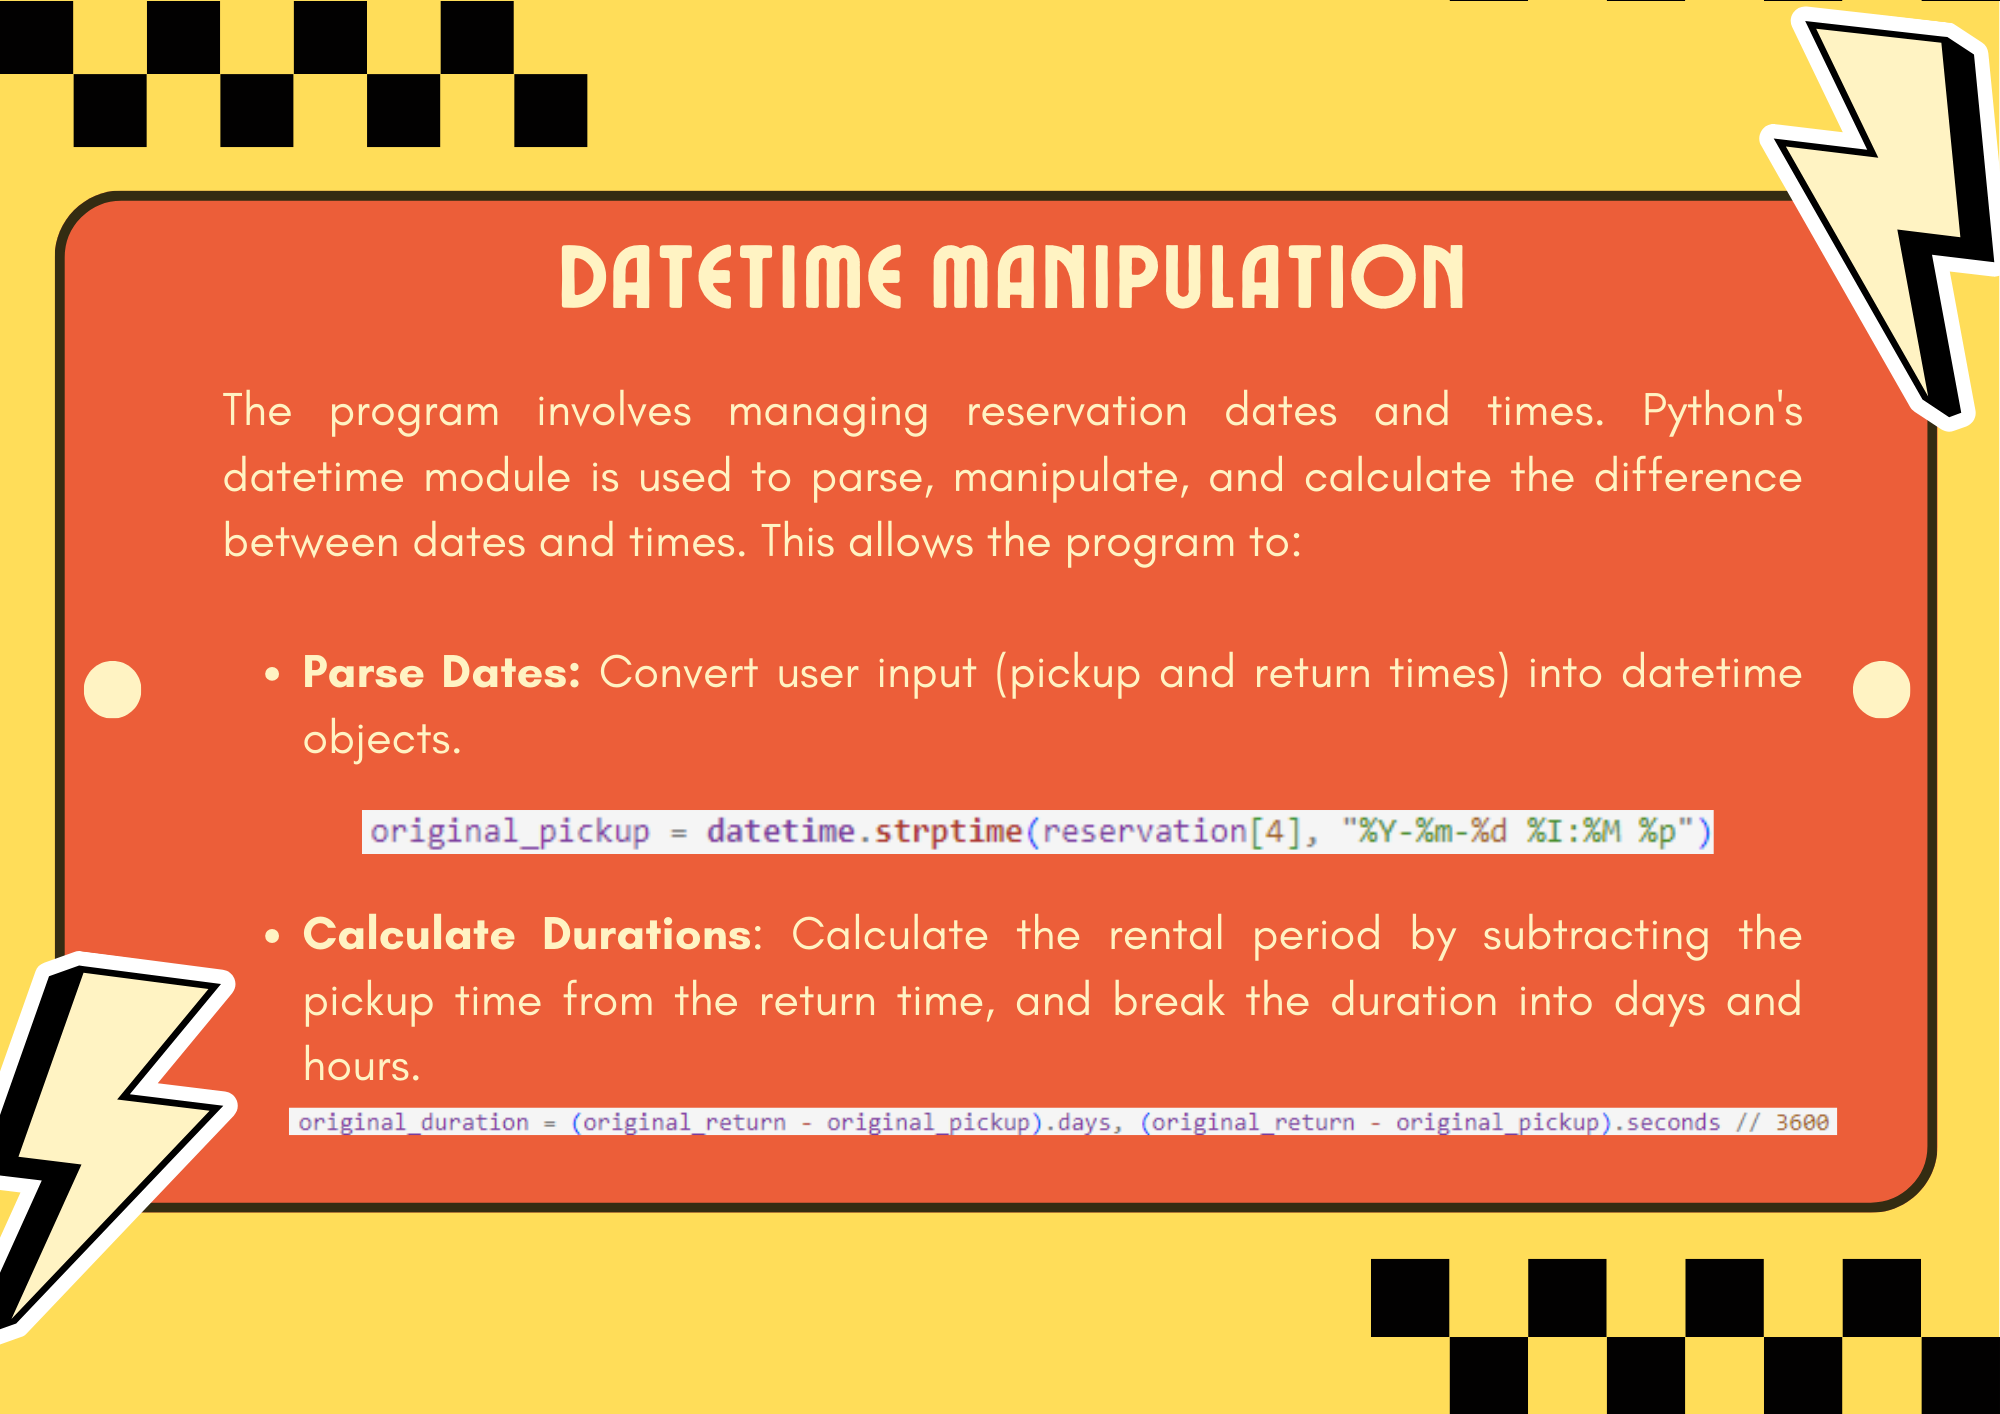 DATETIME MANIPULATION
The program involves managing reservation dates and times. Python's
datetime module is used to parse, manipulate, and calculate the difference
between dates and times. This allows the program to:
• Parse Dates: Convert user input (pickup and return times) into datetime
objects.
original_pickup = datetime.strptime(reservation[4], "%Y-%m-%d %I:%M %p")
• Calculate Durations: Calculate the rental period by subtracting the
pickup time from the return time, and break the duration into days and
hours.
original_duration = (original_return - original_pickup).days, (original_return - original_pickup).seconds // 3600